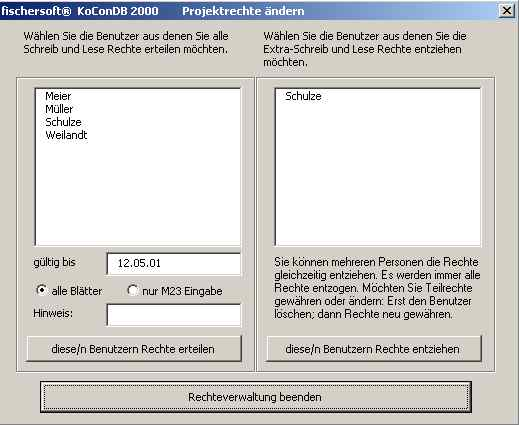 fischersoft® KoConDB 2000 Projektrechte ändern
Wählen Sie die Benutzer aus denen Sie alle
Schreib und Lese Rechte erteilen möchten.
Meier
Müller
Schulze
Weilandt
gültig bis 12.05.01
alle Blätter nur M23 Eingabe
Hinweis:
diese/n Benutzern Rechte erteilen
Wählen Sie die Benutzer aus denen Sie die
Extra-Schreib und Lese Rechte entziehen
möchten.
Schulze
Sie können mehreren Personen die Rechte
gleichzeitig entziehen. Es werden immer alle
Rechte entzogen. Möchten Sie Teilrechte
gewähren oder ändern: Erst den Benutzer
löschen; dann Rechte neu gewähren.
diese/n Benutzern Rechte entziehen
Rechteverwaltung beenden